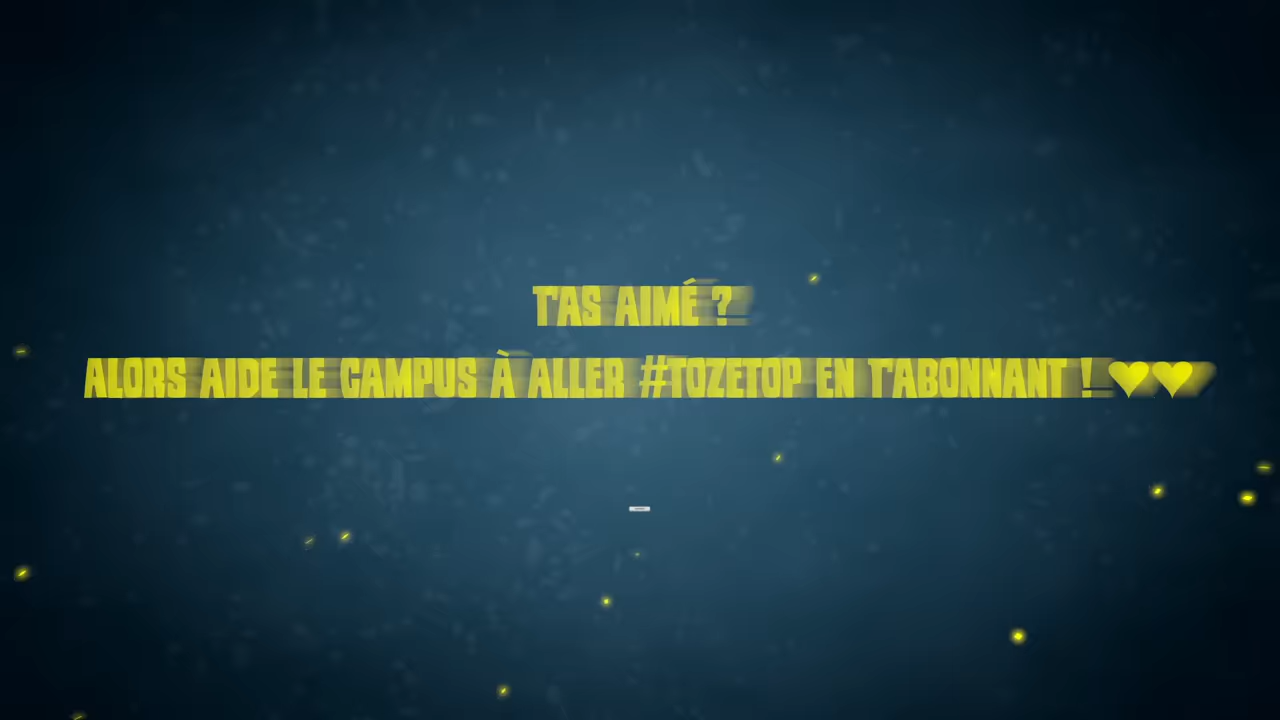 T'AS AIMÉ ?
ALORS AIDE LE CAMPUS À ALLER #TOZETOP EN T'ABONNANT ! ♥♥